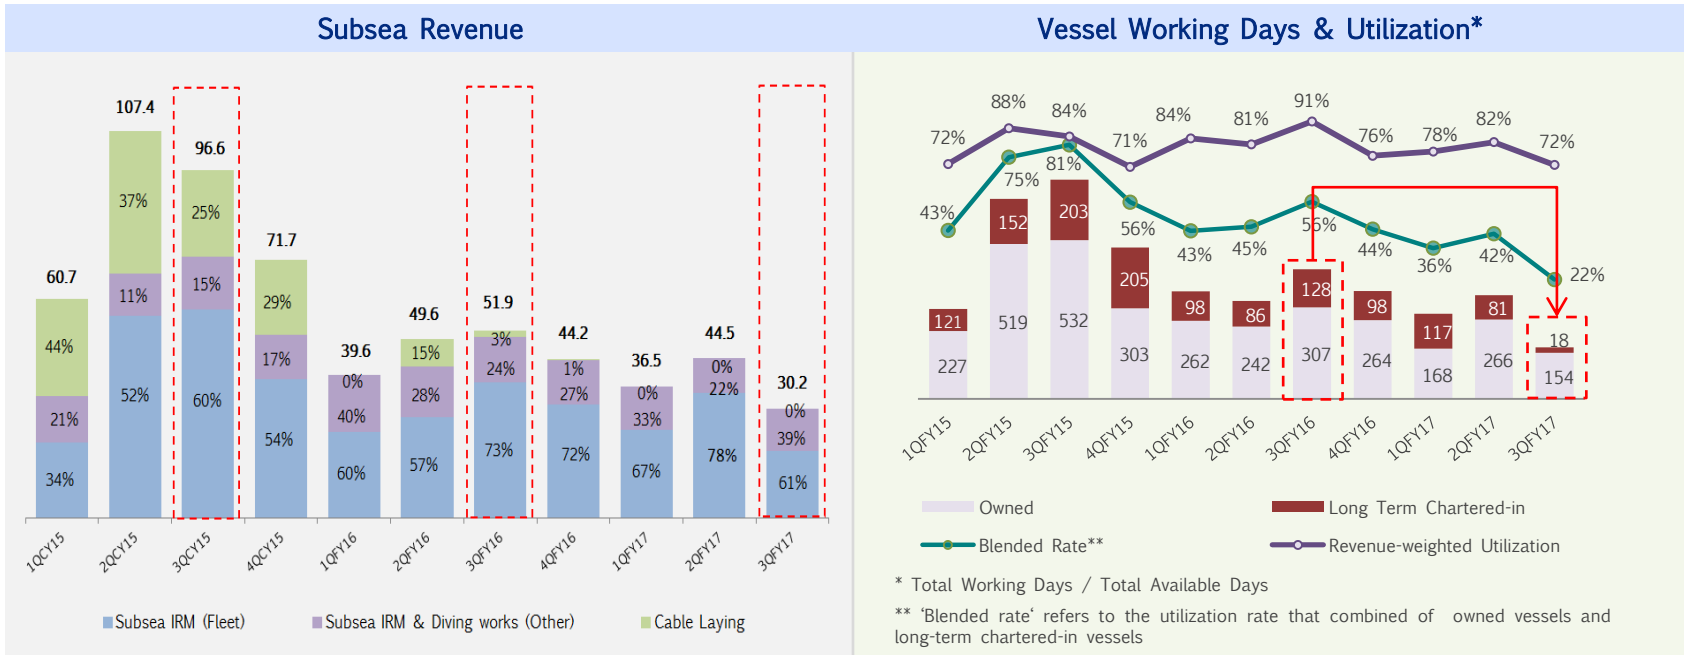 Subsea Revenue
107.4
96.6
71.7
60.7
49.6
51.9
39.6
44.2
36.5
44.5
30.2
44%
21%
34%
37%
11%
52%
25%
15%
60%
29%
17%
54%
0%
40%
60%
15%
28%
57%
3%
24%
73%
1%
27%
72%
0%
33%
67%
0%
22%
78%
0%
39%
61%
1QCY15
2QCY15
3QCY15
4QCY15
1QFY16
2QFY16
3QFY16
4QFY16
1QFY17
2QFY17
3QFY17
Subsea IRM (Fleet)
Subsea IRM & Diving works (Other)
Cable Laying
Vessel Working Days & Utilization*
72%
88%
84%
71%
84%
81%
91%
76%
78%
82%
72%
43%
75%
81%
56%
43%
45%
56%
44%
36%
42%
22%
121
152
203
205
98
86
128
98
117
81
18
227
519
532
303
262
242
307
264
168
266
154
1QFY15
2QFY15
3QFY15
4QFY15
1QFY16
2QFY16
3QFY16
4QFY16
1QFY17
2QFY17
3QFY17
Owned
Long Term Chartered-in
Blended Rate**
Revenue-weighted Utilization
* Total Working Days / Total Available Days
** ‘Blended rate‘ refers to the utilization rate that combined of owned vessels and
long-term chartered-in vessels